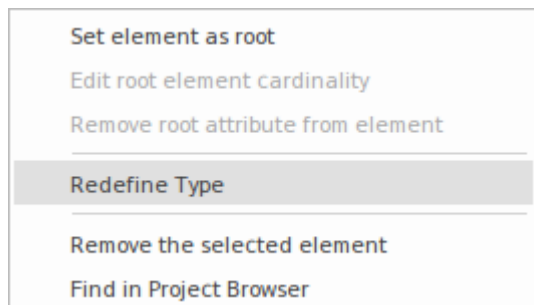 Set element as root
Edit root element cardinality
Remove root attribute from element
Redefine Type
Remove the selected element
Find in Project Browser